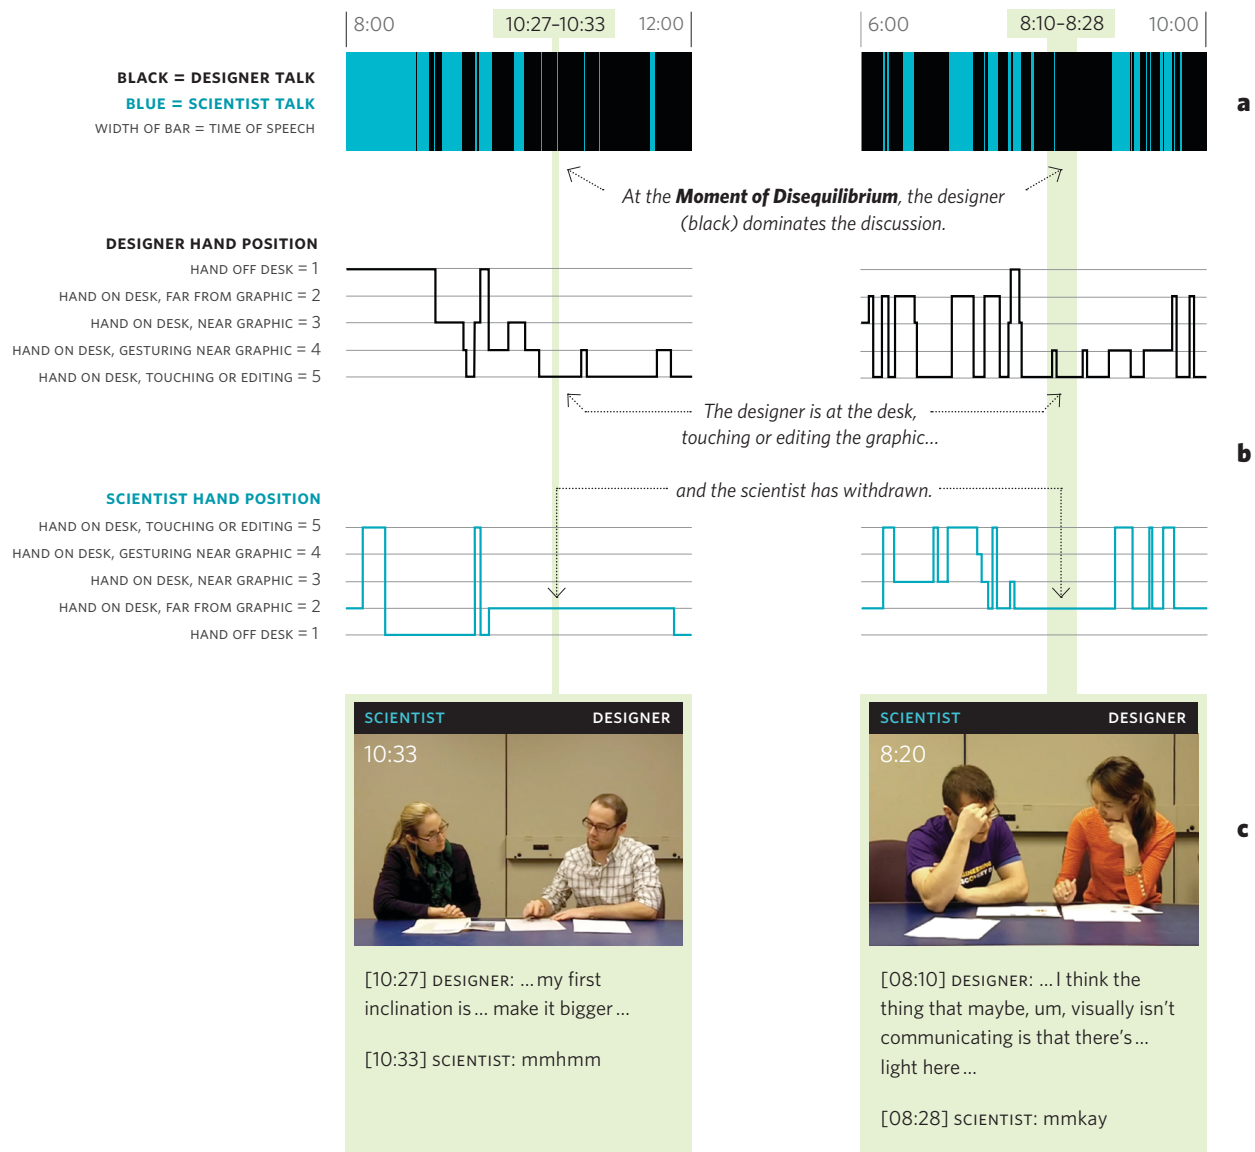 8:00
10:27–10:33
12:00
6:00
8:10–8:28
10:00
BLACK = DESIGNER TALK
BLUE = SCIENTIST TALK
WIDTH OF BAR = TIME OF SPEECH
a
At the Moment of Disequilibrium, the designer
(black) dominates the discussion.
DESIGNER HAND POSITION
HAND OFF DESK = 1
HAND ON DESK, FAR FROM GRAPHIC = 2
HAND ON DESK, NEAR GRAPHIC = 3
HAND ON DESK, GESTURING NEAR GRAPHIC = 4
HAND ON DESK, TOUCHING OR EDITING = 5
The designer is at the desk,
touching or editing the graphic...
b
and the scientist has withdrawn.
SCIENTIST HAND POSITION
HAND ON DESK, TOUCHING OR EDITING = 5
HAND ON DESK, GESTURING NEAR GRAPHIC = 4
HAND ON DESK, NEAR GRAPHIC = 3
HAND ON DESK, FAR FROM GRAPHIC = 2
HAND OFF DESK = 1
SCIENTIST DESIGNER
10:33
[10:27] DESIGNER: ...my first
inclination is... make it bigger...
[10:33] SCIENTIST: mmhmm
SCIENTIST DESIGNER
8:20
[08:10] DESIGNER: ...I think the
thing that maybe, um, visually isn't
communicating is that there's...
light here...
[08:28] SCIENTIST: mmkay
c